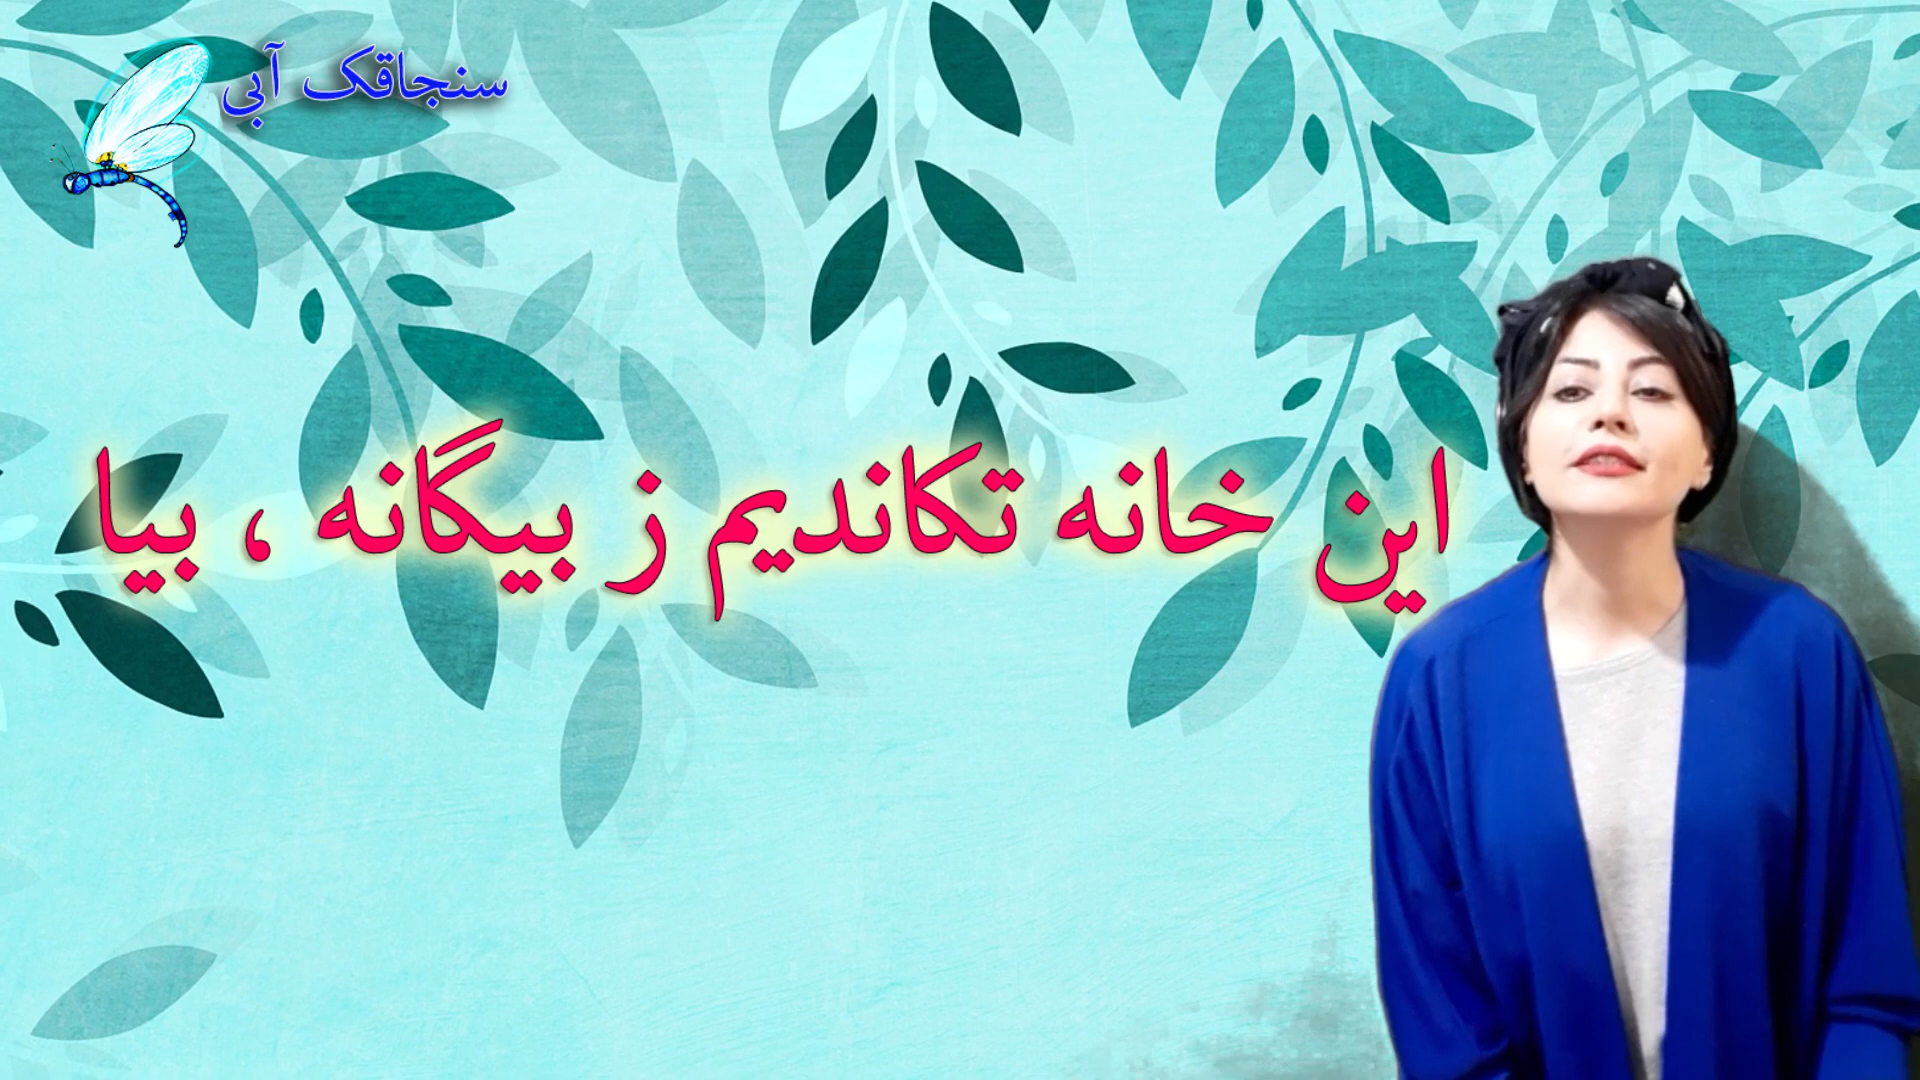 سنجاقک آبی
این خانه تکاندیم ز بیگانه ، بیا